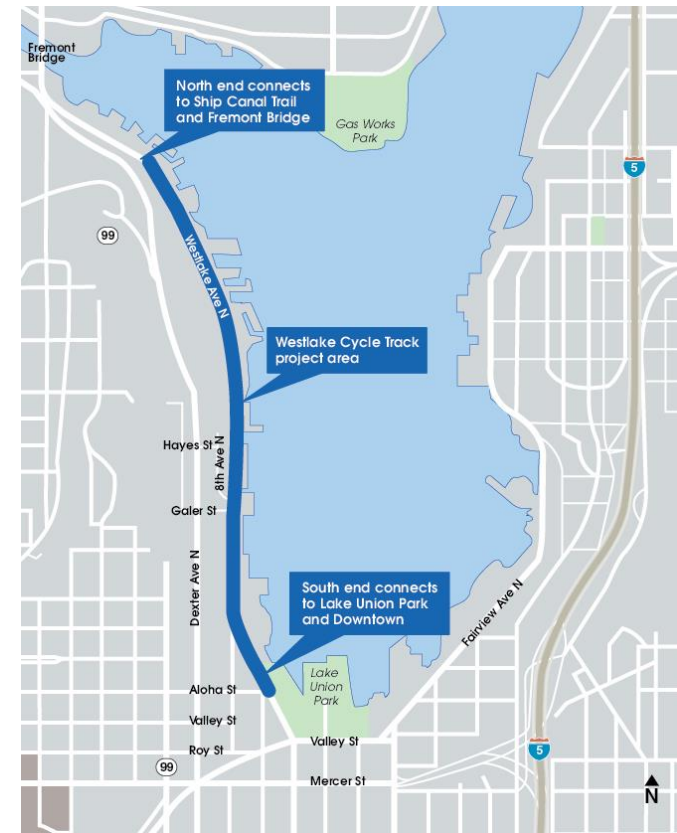 Fremont
Bridge
North end connects
to Ship Canal Trail
and Fremont Bridge
Gas Works
Park
5
99
Westlake Ave N
Westlake Cycle Track
project area
Hayes St
8th Ave N
Galer St
Dexter Ave N
South end connects
to Lake Union Park
and Downtown
Fairview Ave N
Lake
Union
Park
Aloha St
Valley St
Roy St
Valley St
5
99
Mercer St
N